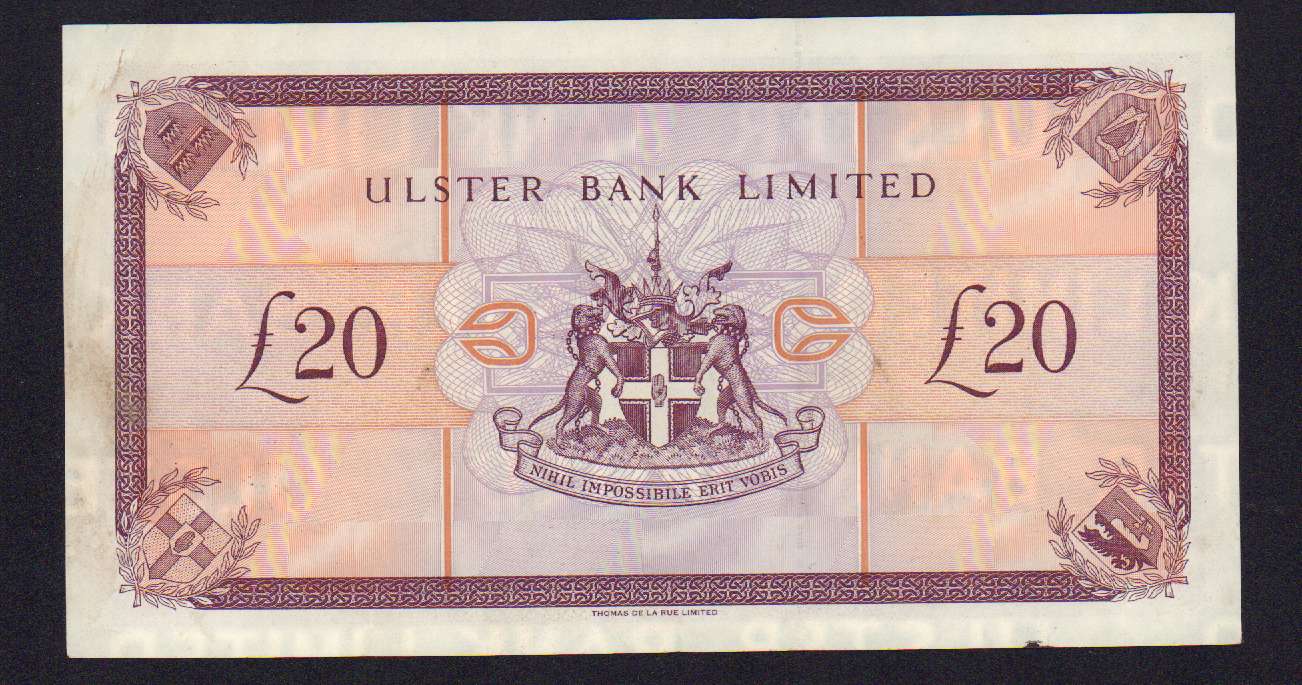 ULSTER BANK LIMITED
£20
£20
NIHIL IMPOSSIBILE ERIT VOBIS
THOMAS DE LA RUE LIMITED